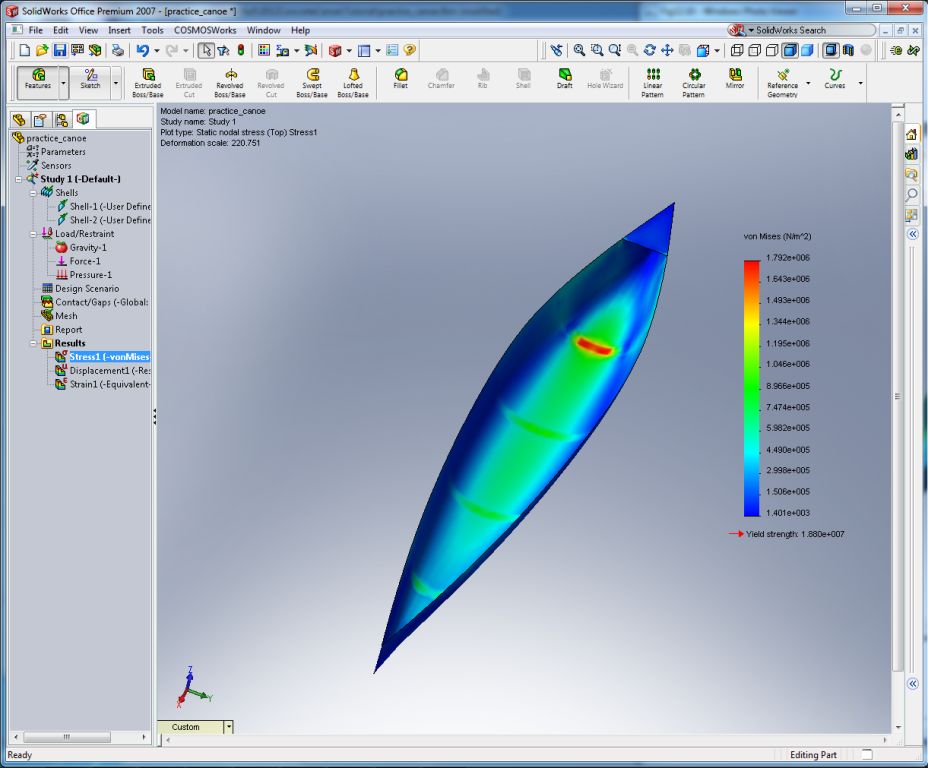 SolidWorks Office Premium 2007 - [practice_canoe *]
File Edit View Insert Tools COSMOSWorks Window Help
SolidWorks Search
Features
Sketch
Extruded Boss/Base
Extruded Cut
Revolved Boss/Base
Revolved Cut
Swept Boss/Base
Lofted Boss/Base
Fillet
Chamfer
Rib
Shell
Draft
Hole Wizard
Linear Pattern
Circular Pattern
Mirror
Reference Geometry
Curves
practice_canoe
Parameters
Sensors
Study 1 (-Default-)
Shells
Shell-1 (-User Define
Shell-2 (-User Define
Load/Restraint
Gravity-1
Force-1
Pressure-1
Design Scenario
Contact/Gaps (-Global:
Mesh
Report
Results
Stress1 (-vonMises-
Displacement1 (-Res
Strain1 (-Equivalent-
Model name: practice_canoe
Study name: Study 1
Plot type: Static nodal stress (Top) Stress1
Deformation scale: 220.751
von Mises (N/m^2)
1.792e+006
1.643e+006
1.493e+006
1.344e+006
1.195e+006
1.046e+006
8.966e+005
7.474e+005
5.982e+005
4.490e+005
2.998e+005
1.506e+005
1.401e+003
Yield strength: 1.880e+007
Z
X
Y
Custom
Ready
Editing Part